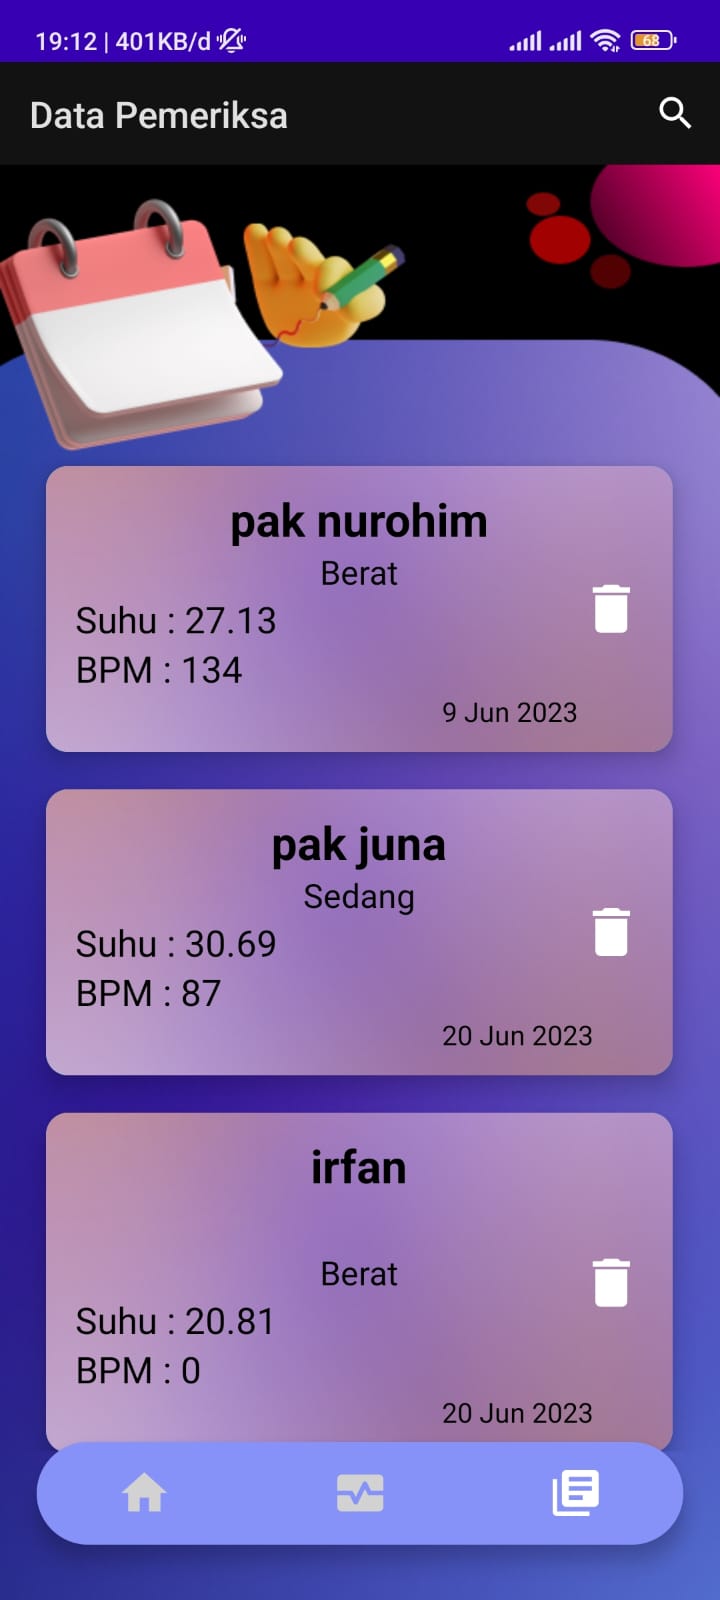 19:12 | 401KB/d
68
Data Pemeriksa
pak nurohim
Berat
Suhu : 27.13
BPM : 134
9 Jun 2023
pak juna
Sedang
Suhu : 30.69
BPM : 87
20 Jun 2023
irfan
Berat
Suhu : 20.81
BPM : 0
20 Jun 2023